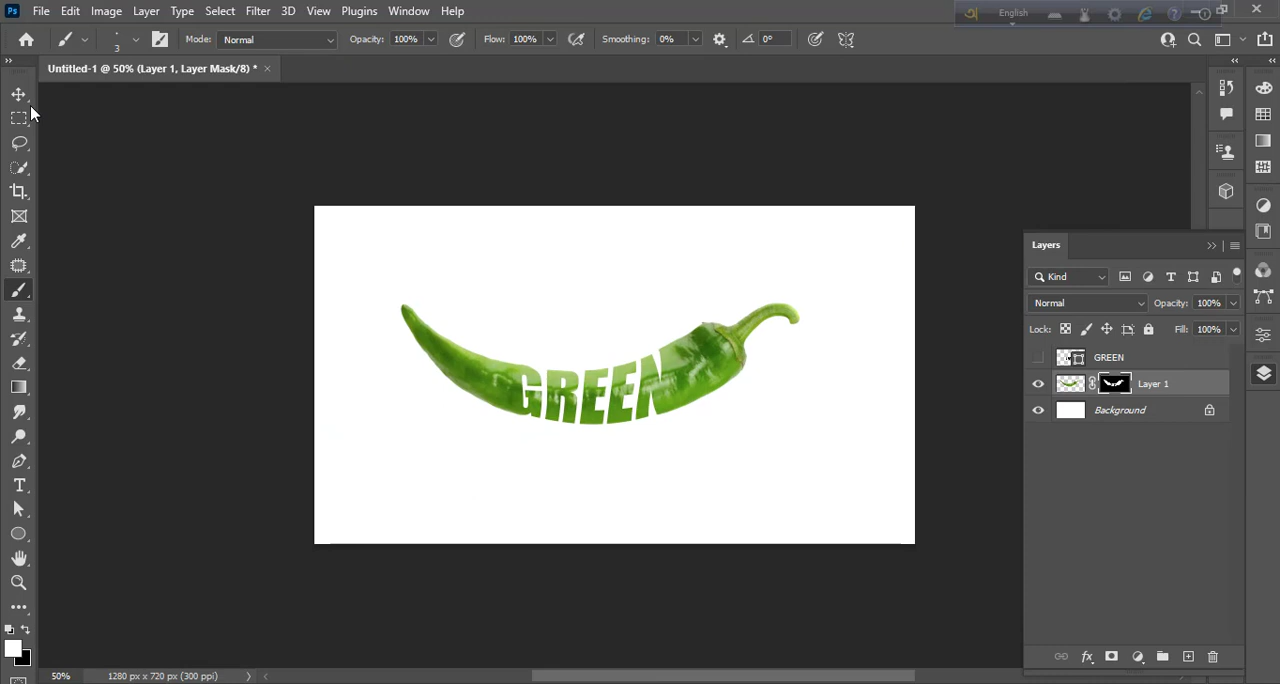 Ps File Edit Image Layer Type Select Filter 3D View Plugins Window Help
অ English
3 Mode: Normal Opacity: 100% Flow: 100% Smoothing: 0% 0°
Untitled-1 @ 50% (Layer 1, Layer Mask/8) *
GREEN
Layers
Kind
Normal Opacity: 100%
Lock: Fill: 100%
GREEN
Layer 1
Background
fx
50% 1280 px x 720 px (300 ppi)